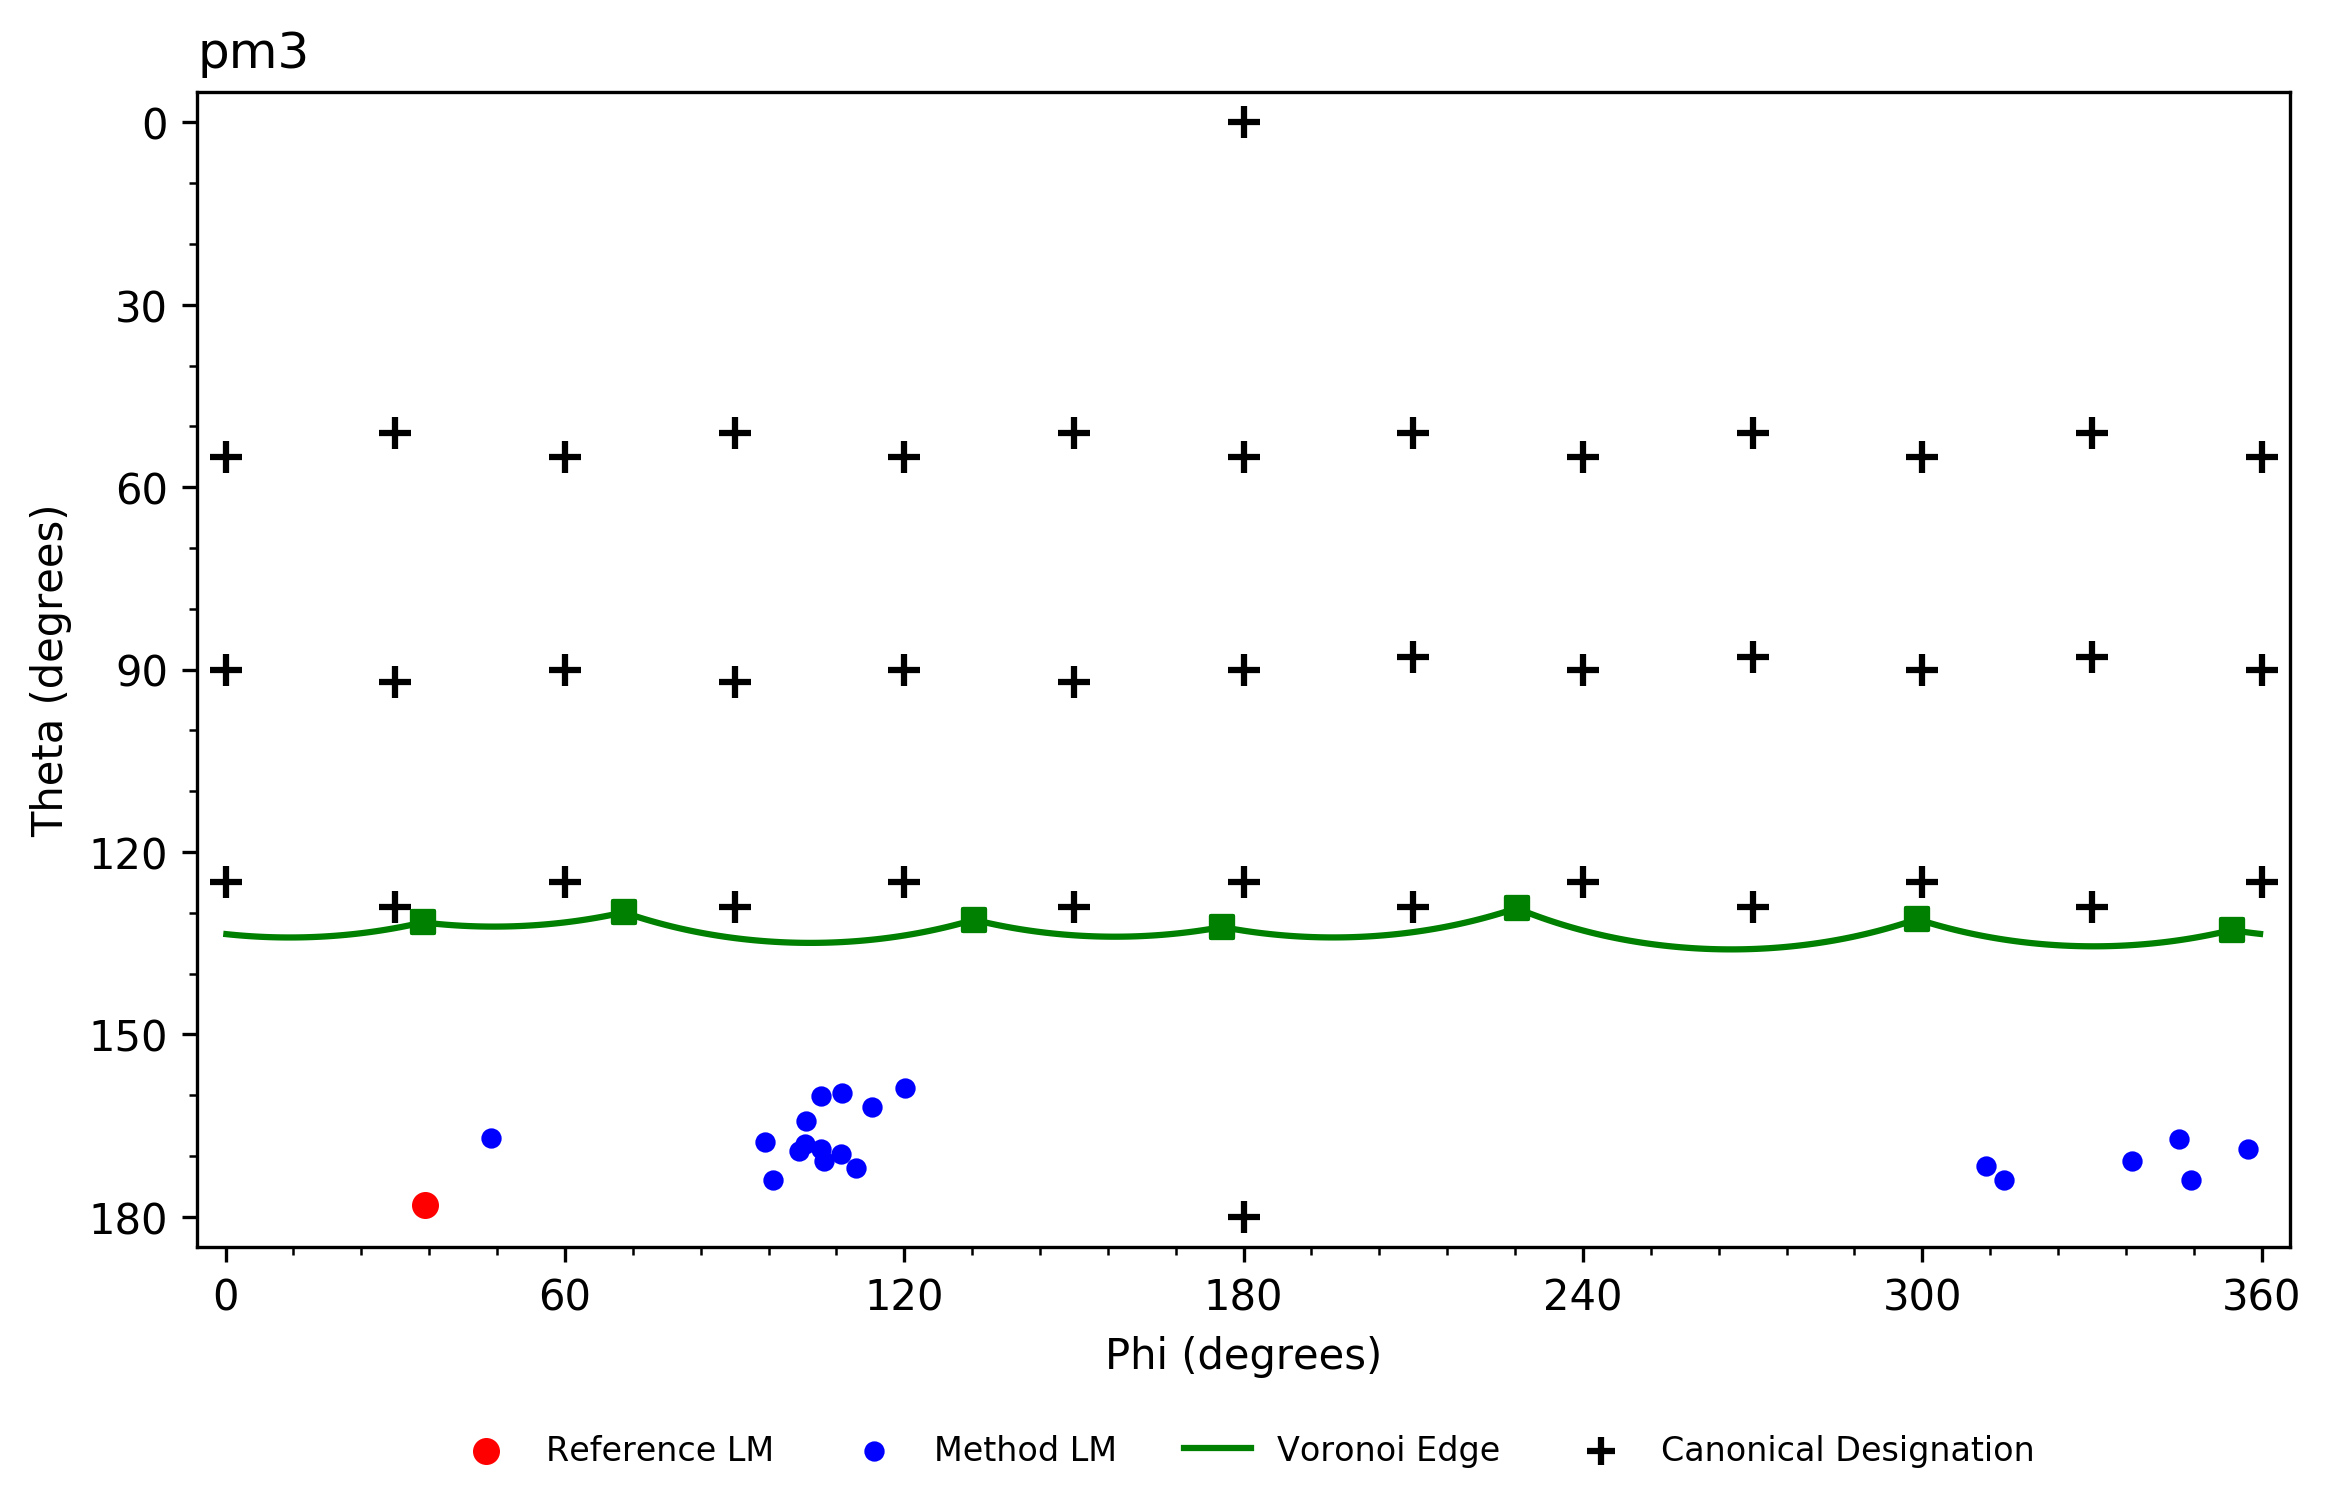 pm3
0
30
60
90
120
150
180
Theta (degrees)
0 60 120 180 240 300 360
Phi (degrees)
Reference LM Method LM Voronoi Edge Canonical Designation